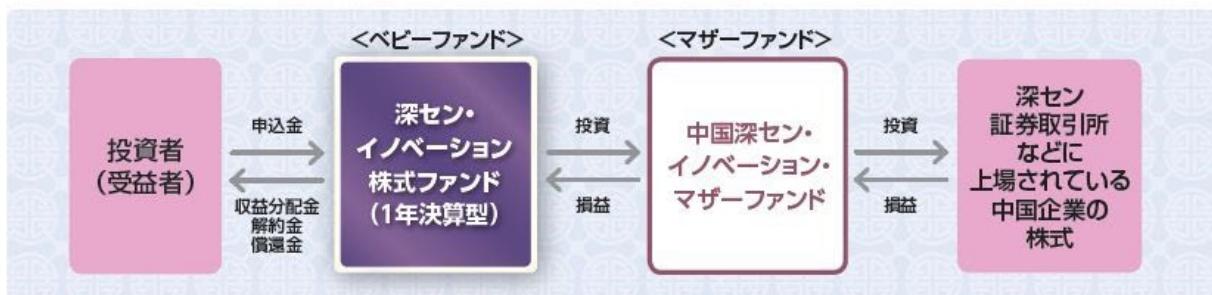 <ベビーファンド>
<マザーファンド>
投資者
(受益者)
申込金
収益分配金
解約金
償還金
深セン・
イノベーション
株式ファンド
(1年決算型)
投資
損益
中国深セン・
イノベーション・
マザーファンド
投資
損益
深セン
証券取引所
などに
上場されている
中国企業の
株式